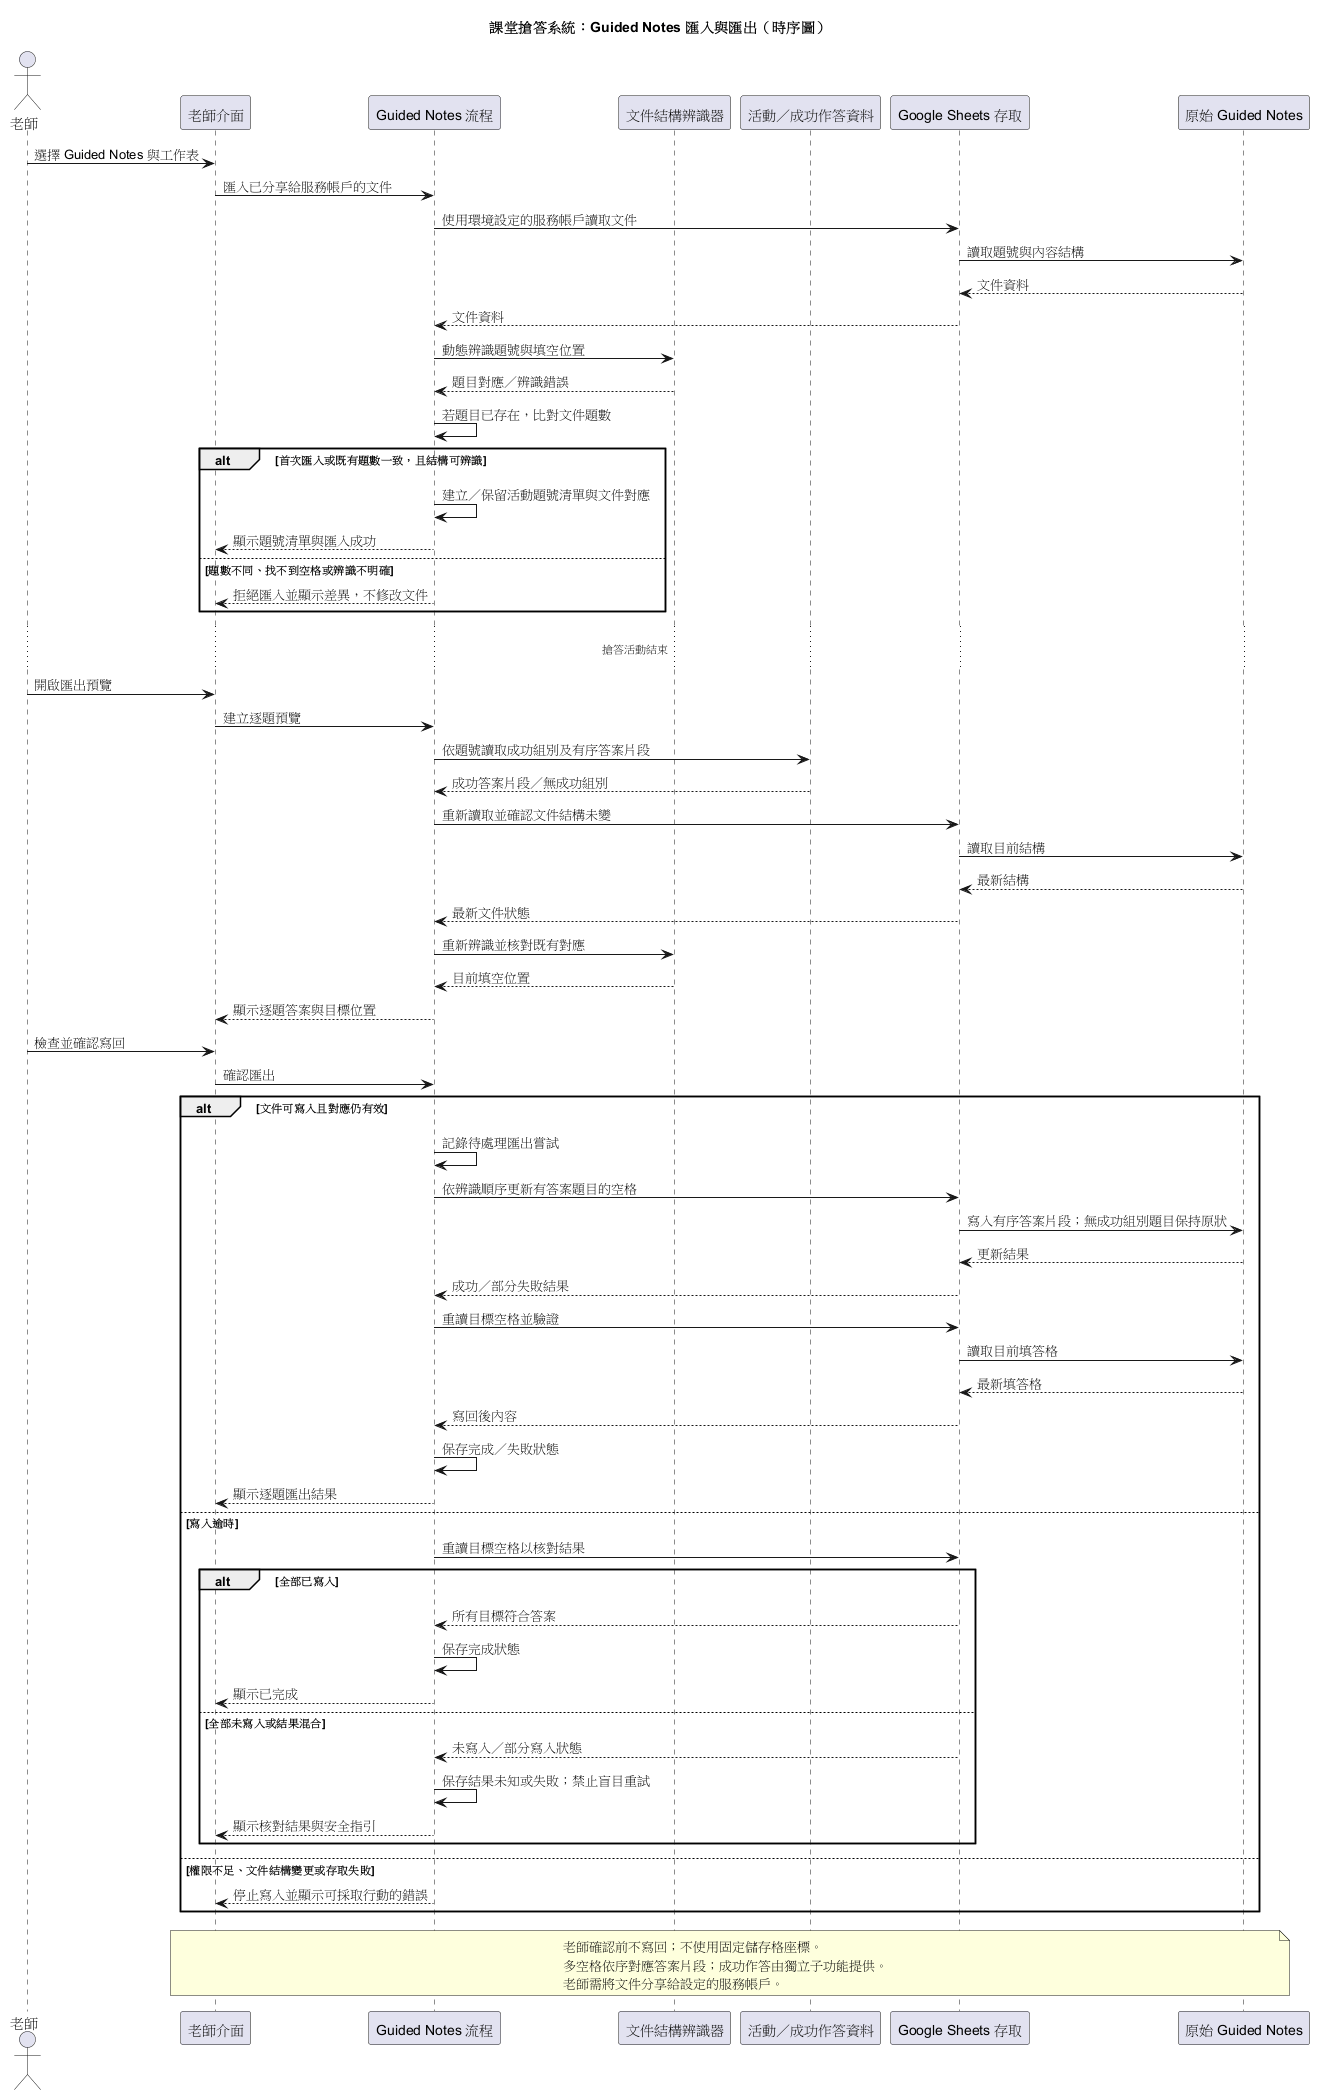 課堂搶答系統：Guided Notes 匯入與匯出（時序圖）
老師
老師介面
Guided Notes 流程
文件結構辨識器
活動／成功作答資料
Google Sheets 存取
原始 Guided Notes
選擇 Guided Notes 與工作表
匯入已分享給服務帳戶的文件
使用環境設定的服務帳戶讀取文件
讀取題號與內容結構
文件資料
文件資料
動態辨識題號與填空位置
題目對應／辨識錯誤
若題目已存在，比對文件題數
alt [首次匯入或既有題數一致，且結構可辨識]
建立／保留活動題號清單與文件對應
顯示題號清單與匯入成功
[題數不同、找不到空格或辨識不明確]
拒絕匯入並顯示差異，不修改文件
搶答活動結束
開啟匯出預覽
建立逐題預覽
依題號讀取成功組別及有序答案片段
成功答案片段／無成功組別
重新讀取並確認文件結構未變
讀取目前結構
最新結構
最新文件狀態
重新辨識並核對既有對應
目前填空位置
顯示逐題答案與目標位置
檢查並確認寫回
確認匯出
alt [文件可寫入且對應仍有效]
記錄待處理匯出嘗試
依辨識順序更新有答案題目的空格
寫入有序答案片段；無成功組別題目保持原狀
更新結果
成功／部分失敗結果
重讀目標空格並驗證
讀取目前填答格
最新填答格
寫回後內容
保存完成／失敗狀態
顯示逐題匯出結果
[寫入逾時]
重讀目標空格以核對結果
alt [全部已寫入]
所有目標符合答案
保存完成狀態
顯示已完成
[全部未寫入或結果混合]
未寫入／部分寫入狀態
保存結果未知或失敗；禁止盲目重試
顯示核對結果與安全指引
[權限不足、文件結構變更或存取失敗]
停止寫入並顯示可採取行動的錯誤
老師確認前不寫回；不使用固定儲存格座標。
多空格依序對應答案片段；成功作答由獨立子功能提供。
老師需將文件分享給設定的服務帳戶。
老師
老師介面
Guided Notes 流程
文件結構辨識器
活動／成功作答資料
Google Sheets 存取
原始 Guided Notes